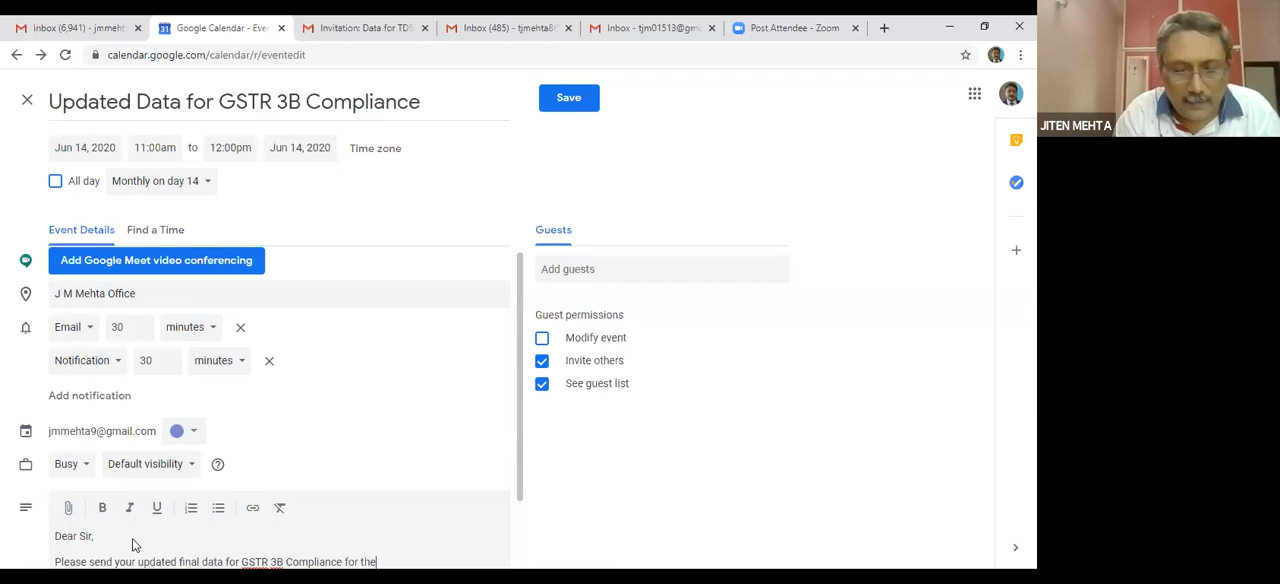 Inbox (6,941) - jmmehta
Google Calendar - Eve
Invitation: Data for TDS
Inbox (485) - tjmehta8
Inbox - tjm01513@gm
Post Attendee - Zoom
calendar.google.com/calendar/r/eventedit
Updated Data for GSTR 3B Compliance
Save
Jun 14, 2020 11:00am to 12:00pm Jun 14, 2020 Time zone
All day Monthly on day 14
Event Details Find a Time
Guests
Add Google Meet video conferencing
Add guests
J M Mehta Office
Email 30 minutes
Notification 30 minutes
Add notification
Guest permissions
Modify event
Invite others
See guest list
jmmehta9@gmail.com
Busy Default visibility
B I U
Dear Sir,
Please send your updated final data for GSTR 3B Compliance for the
JITEN MEHTA